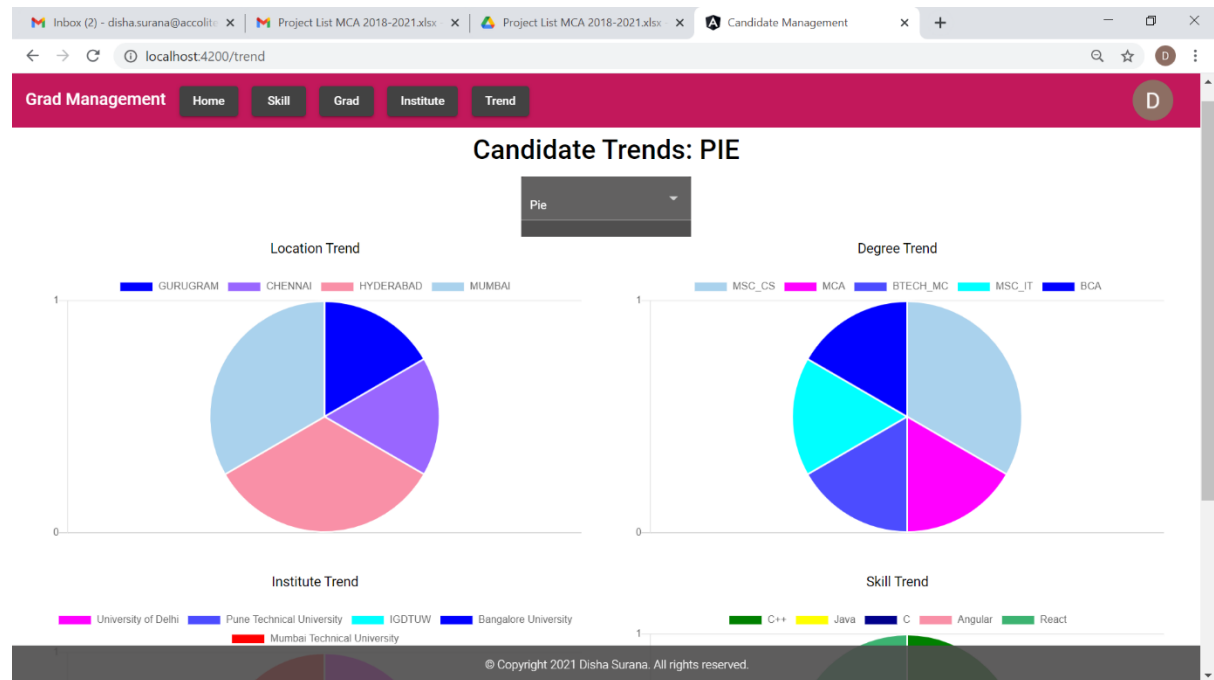 Inbox (2) - disha.surana@accolite
Project List MCA 2018-2021.xlsx -
Project List MCA 2018-2021.xlsx -
Candidate Management
localhost:4200/trend
D
Grad Management Home Skill Grad Institute Trend D
Candidate Trends: PIE
Pie
Location Trend
GURUGRAM CHENNAI HYDERABAD MUMBAI
1
0
Degree Trend
MSC_CS MCA BTECH_MC MSC_IT BCA
1
0
Institute Trend
University of Delhi Pune Technical University IGDTUW Bangalore University
Mumbai Technical University
1
Skill Trend
C++ Java C Angular React
1
© Copyright 2021 Disha Surana. All rights reserved.